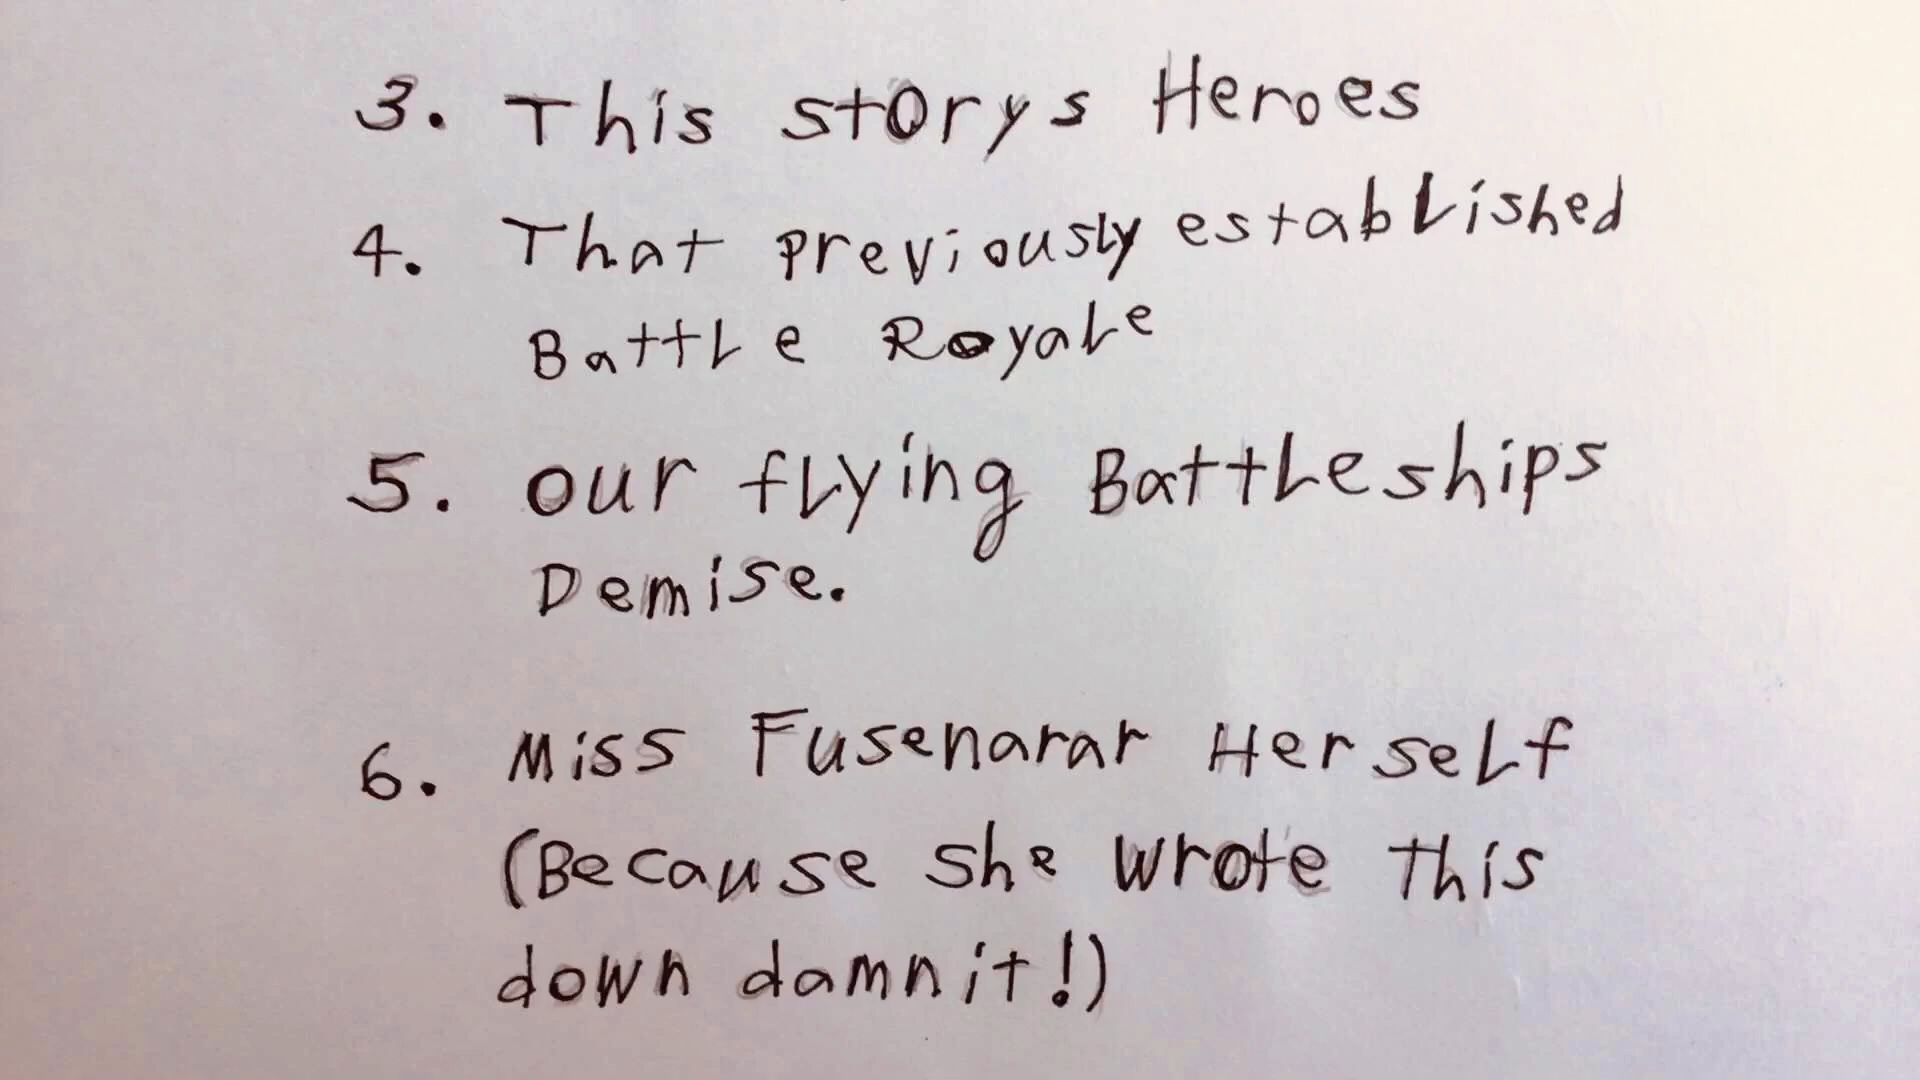 3. This storys Heroes
4. That previously established
Battle Royale
5. our flying Battleships
Demise.
6. Miss Fusenarar Herself
(Because she wrote this
down damnit!)